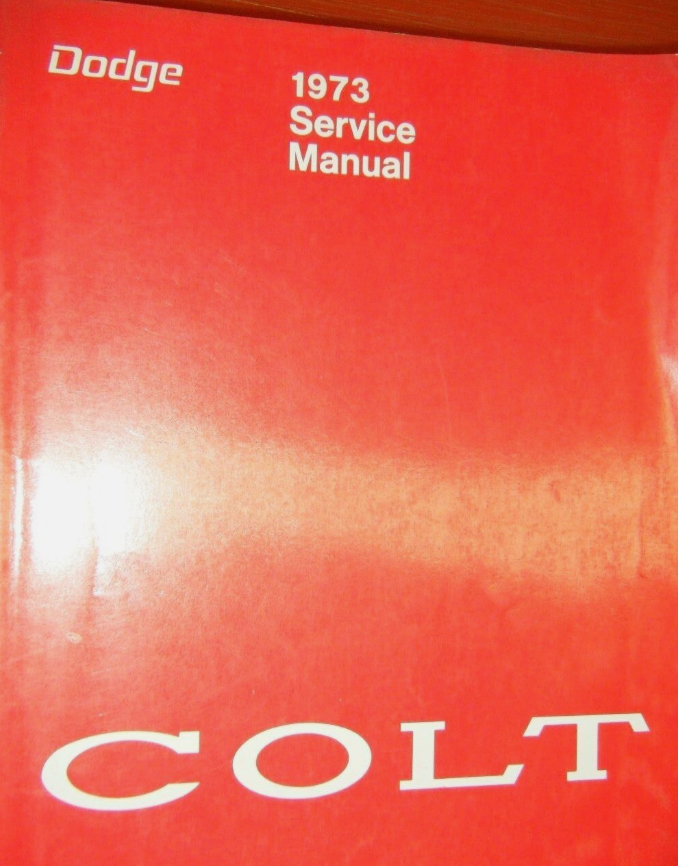 Dodge
1973
Service
Manual
COLT